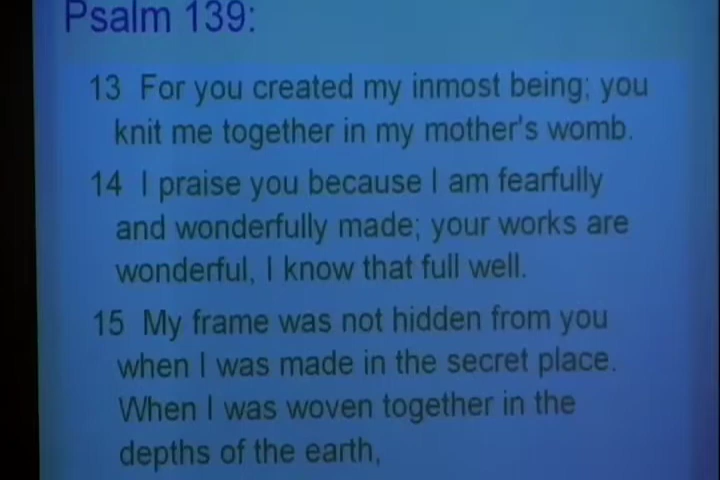 Psalm 139:
13 For you created my inmost being; you
knit me together in my mother's womb.
14 I praise you because I am fearfully
and wonderfully made; your works are
wonderful, I know that full well.
15 My frame was not hidden from you
when I was made in the secret place.
When I was woven together in the
depths of the earth,